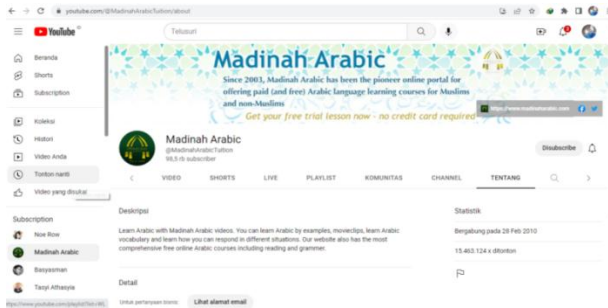 youtube.com/@MadinahArabicTuition/about
YouTube ID
Telusuri
Beranda
Shorts
Subscription
Koleksi
Histori
Video Anda
Tonton nanti
Video yang disukai
Subscription
Noe Row
Madinah Arabic
Basyasman
Taqyi Athasyia
Madinah Arabic
Since 2003, Madinah Arabic has been the pioneer online portal for
offering paid (and free) Arabic language learning courses for Muslims
and non-Muslims
Get your free trial lesson now - no credit card required
https://www.madinaharabic.com
Madinah Arabic
@MadinahArabicTuition
98,5 rb subscriber
Disubscribe
VIDEO SHORTS LIVE PLAYLIST KOMUNITAS CHANNEL TENTANG
Deskripsi
Learn Arabic with Madinah Arabic videos. You can learn Arabic by examples, movieclips, learn Arabic
vocabulary and learn how you can respond in different situations. Our website also has the most
comprehensive free online Arabic courses including reading and grammer.
Detail
Untuk pertanyaan bisnis: Lihat alamat email
Statistik
Bergabung pada 28 Feb 2010
15.463.124 x ditonton